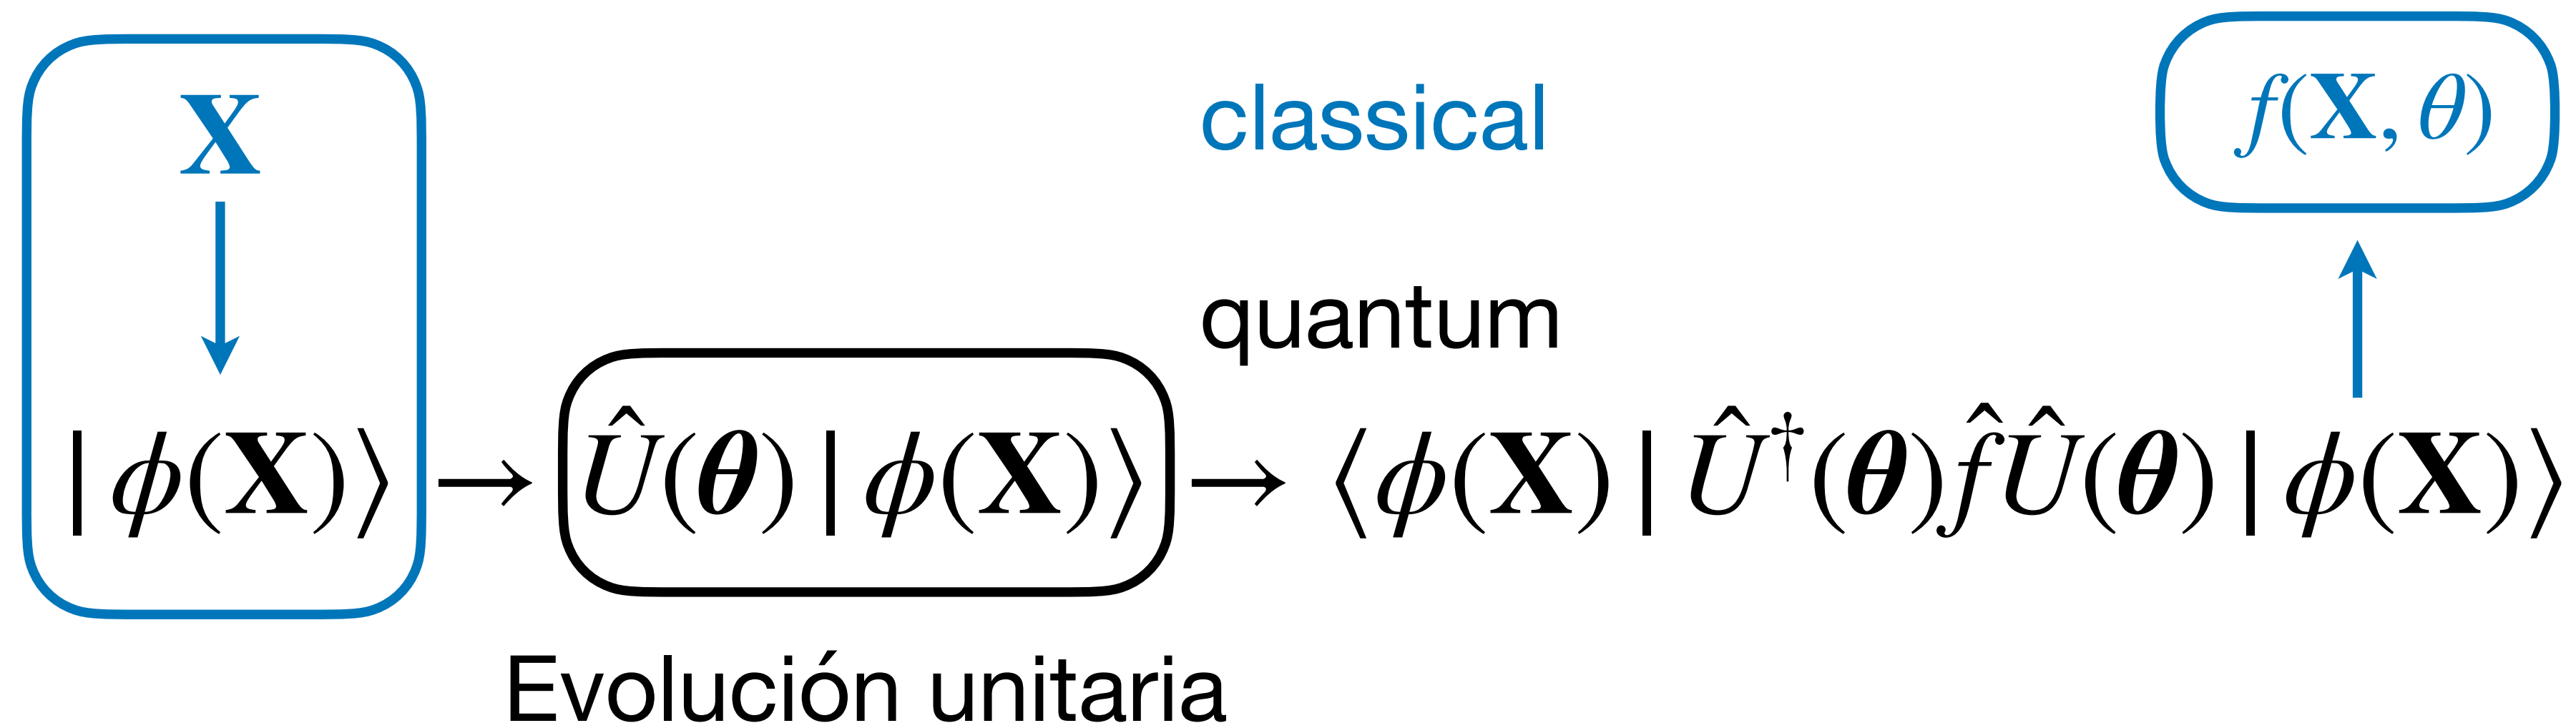 X
classical
f(X, θ)
quantum
|ϕ(X)⟩ → Û(θ)|ϕ(X)⟩ → ⟨ϕ(X)|Û†(θ)f̂Û(θ)|ϕ(X)⟩
Evolución unitaria